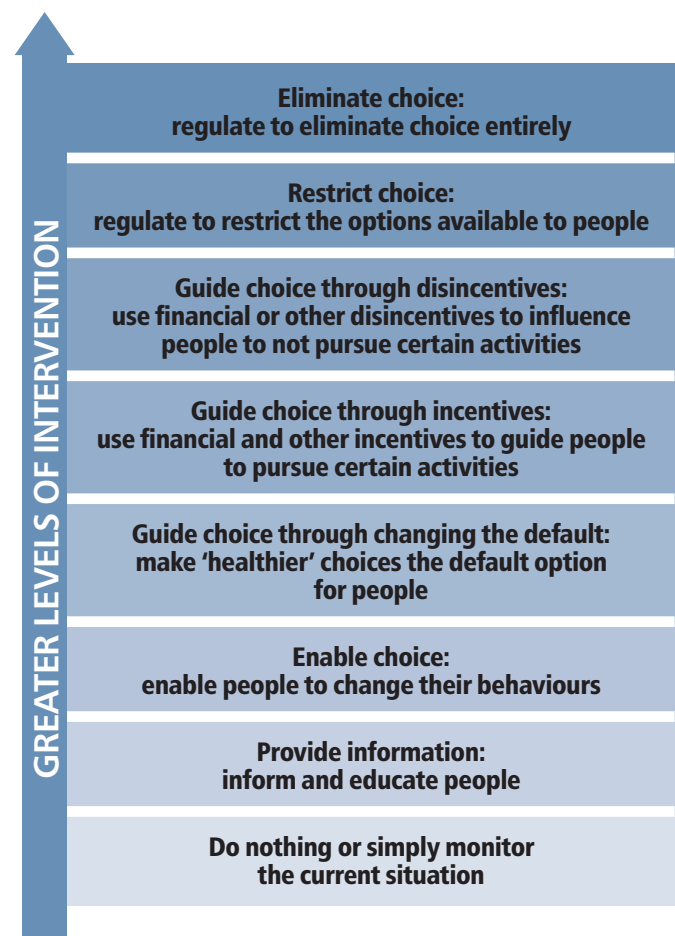 GREATER LEVELS OF INTERVENTION
Eliminate choice:
regulate to eliminate choice entirely
Restrict choice:
regulate to restrict the options available to people
Guide choice through disincentives:
use financial or other disincentives to influence
people to not pursue certain activities
Guide choice through incentives:
use financial and other incentives to guide people
to pursue certain activities
Guide choice through changing the default:
make ‘healthier’ choices the default option
for people
Enable choice:
enable people to change their behaviours
Provide information:
inform and educate people
Do nothing or simply monitor
the current situation